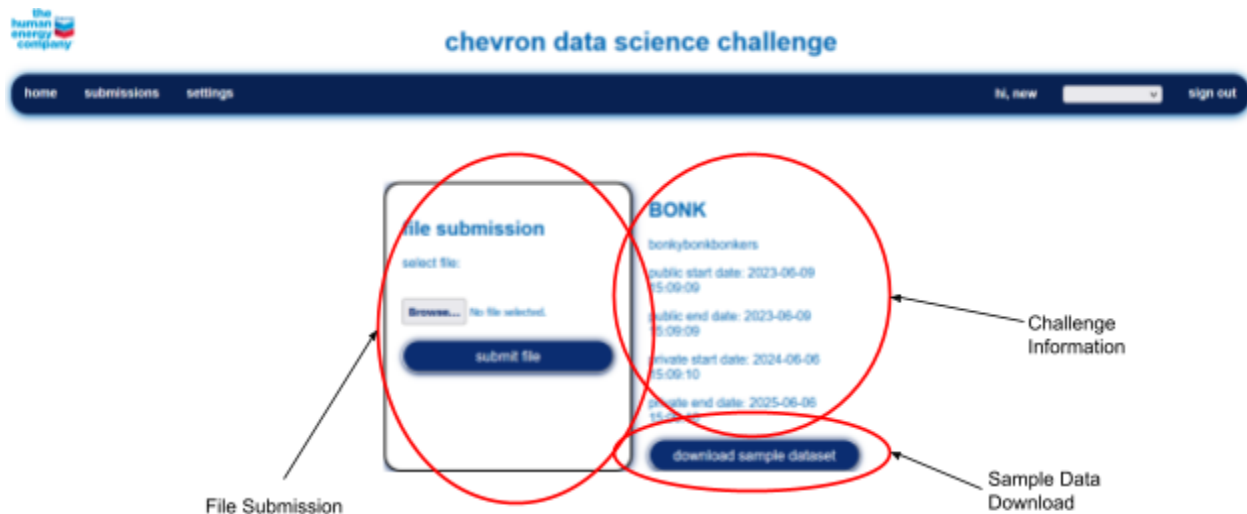 the
human
energy
company
chevron data science challenge
home submissions settings hi, new sign out
file submission
select file:
Browse... No file selected.
submit file
BONK
bonkybonkbonkers
public start date: 2023-06-09
15:09:09
public end date: 2023-06-09
15:09:09
private start date: 2024-06-06
15:09:10
private end date: 2025-06-06
download sample dataset
Challenge
Information
Sample Data
Download
File Submission